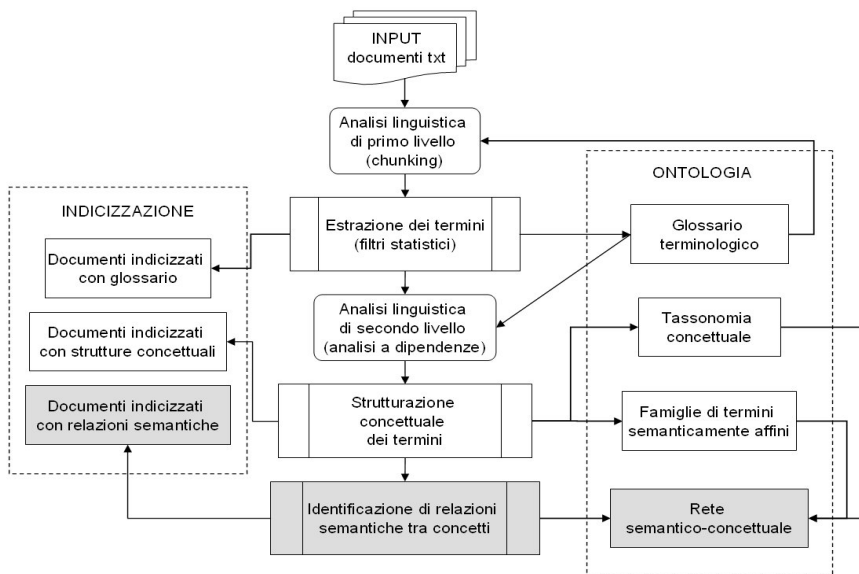 INPUT
documenti txt
Analisi linguistica
di primo livello
(chunking)
ONTOLOGIA
INDICIZZAZIONE
Estrazione dei termini
(filtri statistici)
Glossario
terminologico
Documenti indicizzati
con glossario
Analisi linguistica
di secondo livello
(analisi a dipendenze)
Tassonomia
concettuale
Documenti indicizzati
con strutture concettuali
Documenti indicizzati
con relazioni semantiche
Strutturazione
concettuale
dei termini
Famiglie di termini
semanticamente affini
Identificazione di relazioni
semantiche tra concetti
Rete
semantico-concettuale